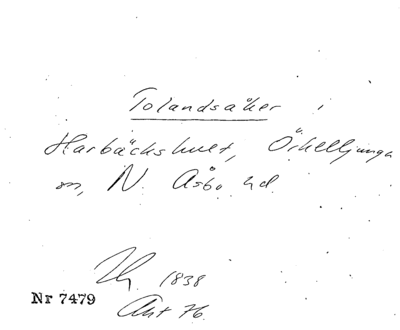 Tolandsåker,
Harbäckshult, Örkelljunga
sn, N. Åsbo hd.
1838
Nr 7479
Akt 76.